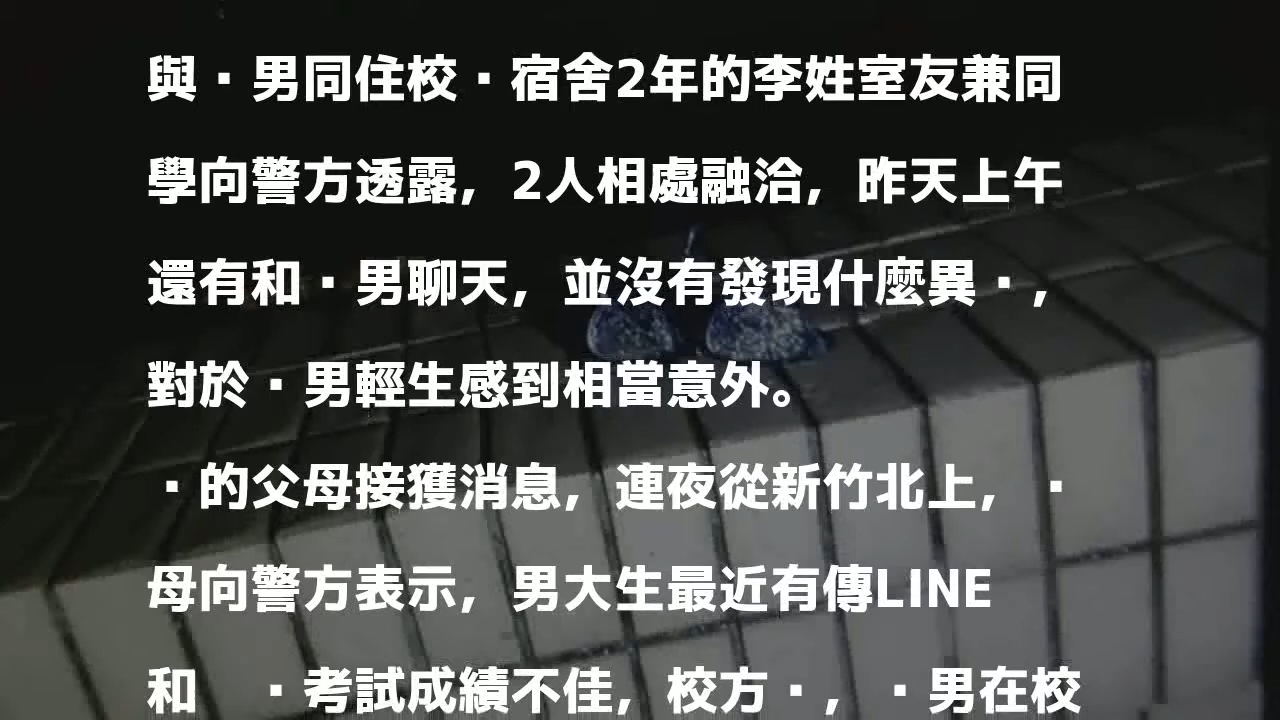 與▪男同住校▪宿舍2年的李姓室友兼同
學向警方透露，2人相處融洽，昨天上午
還有和▪男聊天，並沒有發現什麼異▪，
對於▪男輕生感到相當意外。
▪的父母接獲消息，連夜從新竹北上，▪
母向警方表示，男大生最近有傳LINE
和　▪考試成績不佳，校方▪，▪男在校